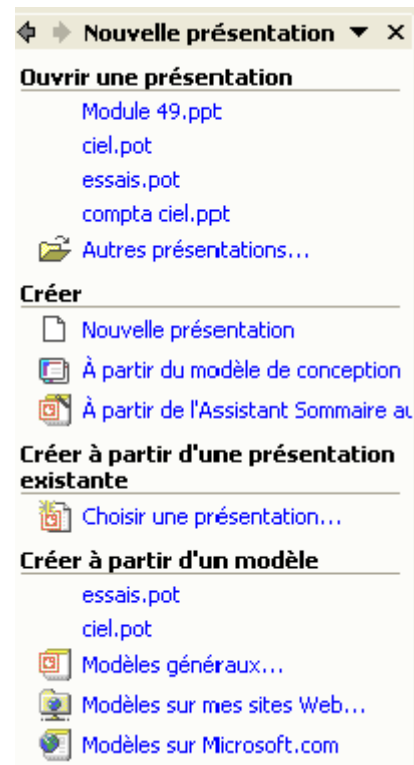 Nouvelle présentation
Ouvrir une présentation
Module 49.ppt
ciel.pot
essais.pot
compta ciel.ppt
Autres présentations...
Créer
Nouvelle présentation
À partir du modèle de conception
À partir de l'Assistant Sommaire au
Créer à partir d'une présentation
existante
Choisir une présentation...
Créer à partir d'un modèle
essais.pot
ciel.pot
Modèles généraux...
Modèles sur mes sites Web...
Modèles sur Microsoft.com